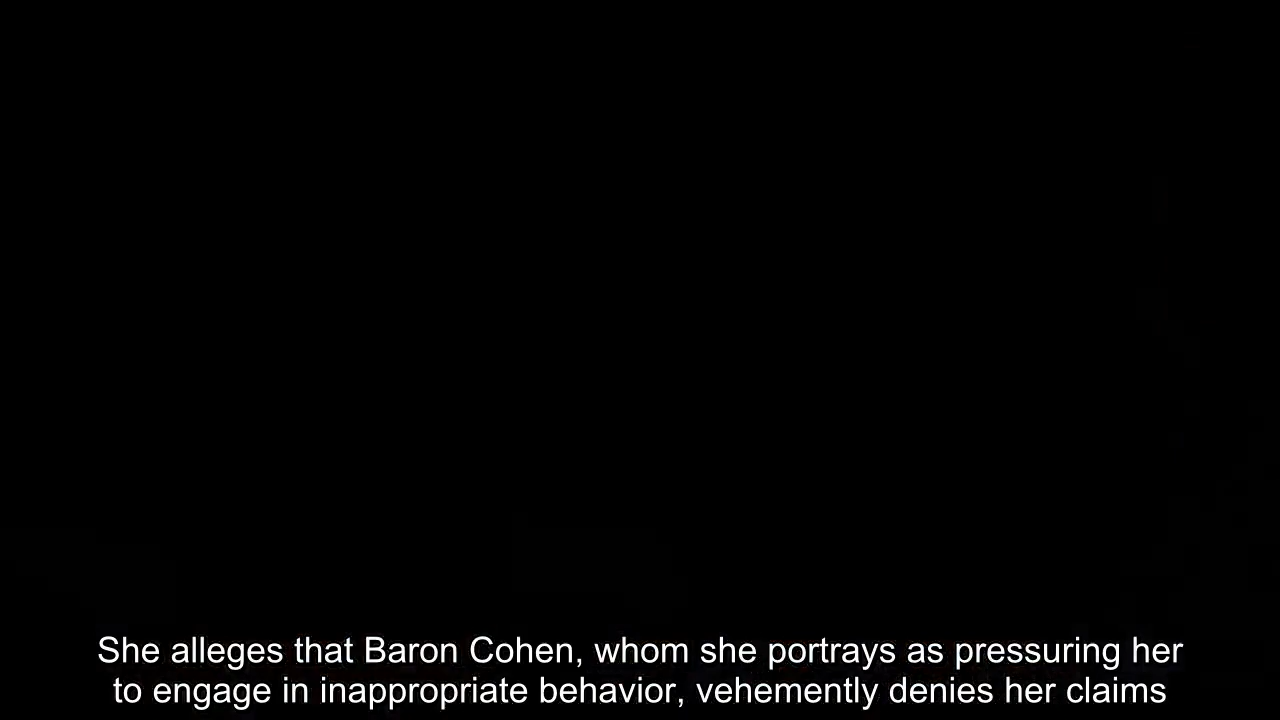 She alleges that Baron Cohen, whom she portrays as pressuring her
to engage in inappropriate behavior, vehemently denies her claims